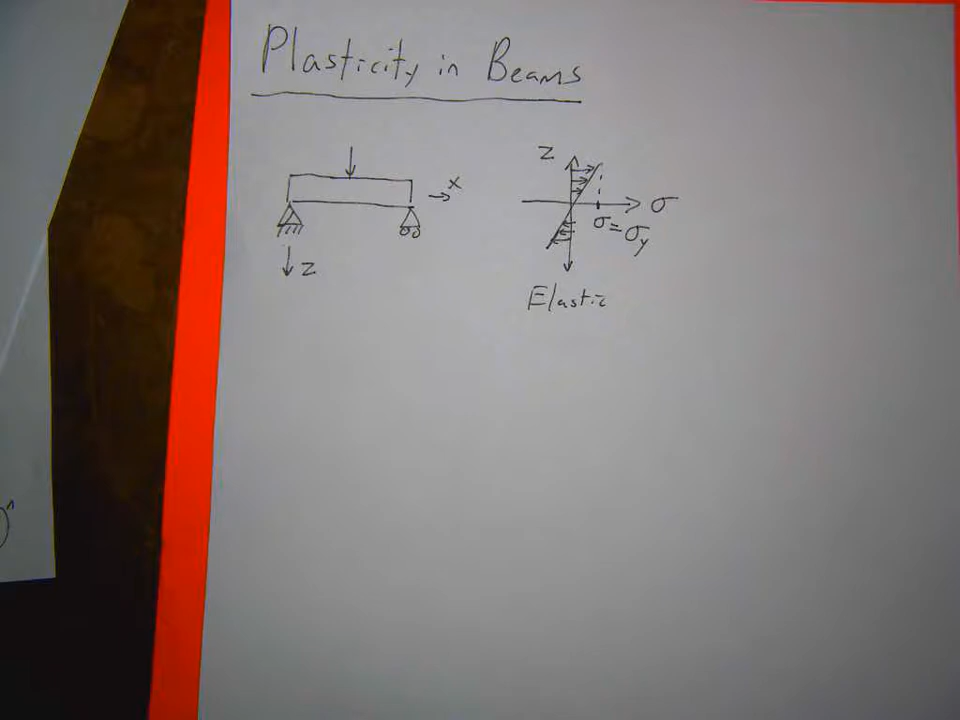 Plasticity in Beams
x
z
z
σ
σ = σy
Elastic